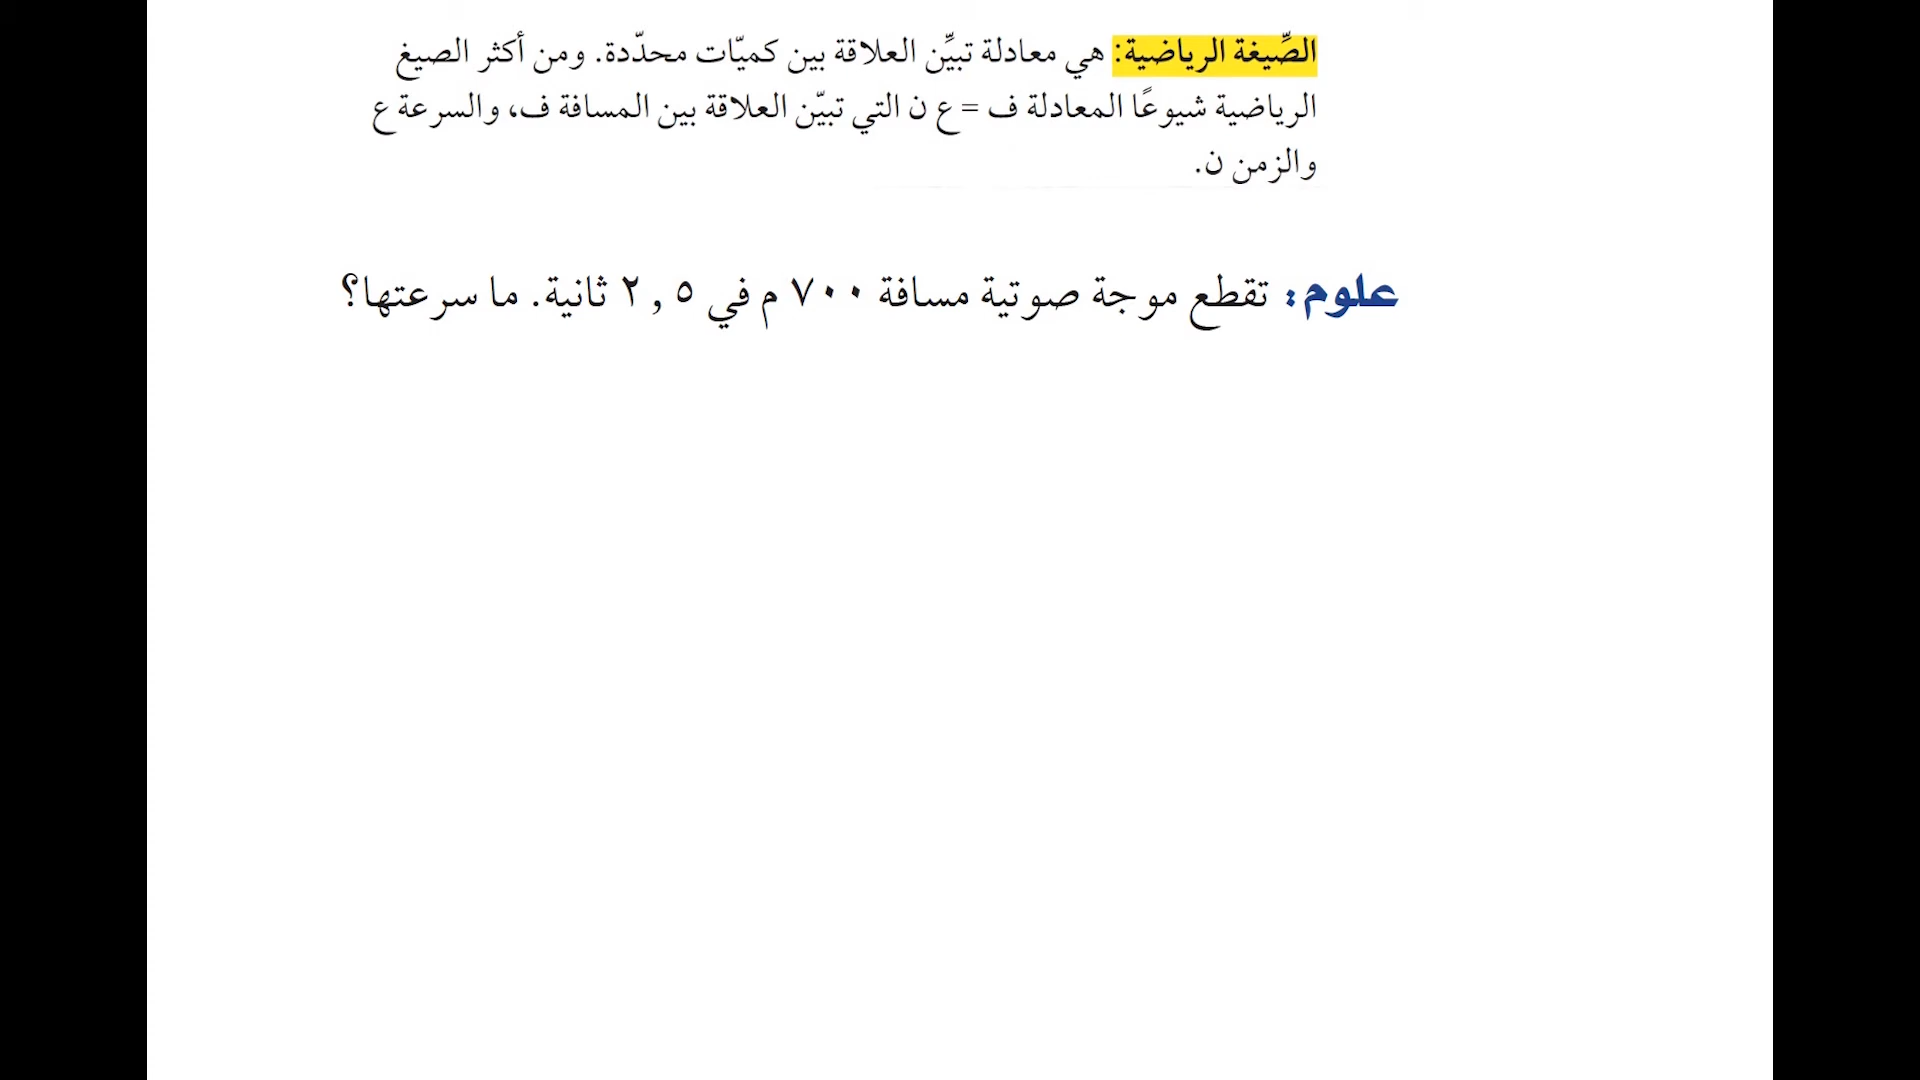 الصِّيغة الرياضية: هي معادلة تبيِّن العلاقة بين كميّات محدّدة. ومن أكثر الصيغ
الرياضية شيوعًا المعادلة ف = ع ن التي تبيّن العلاقة بين المسافة ف، والسرعة ع
والزمن ن.
علوم: تقطع موجة صوتية مسافة ٧٠٠ م في ٢,٥ ثانية. ما سرعتها؟